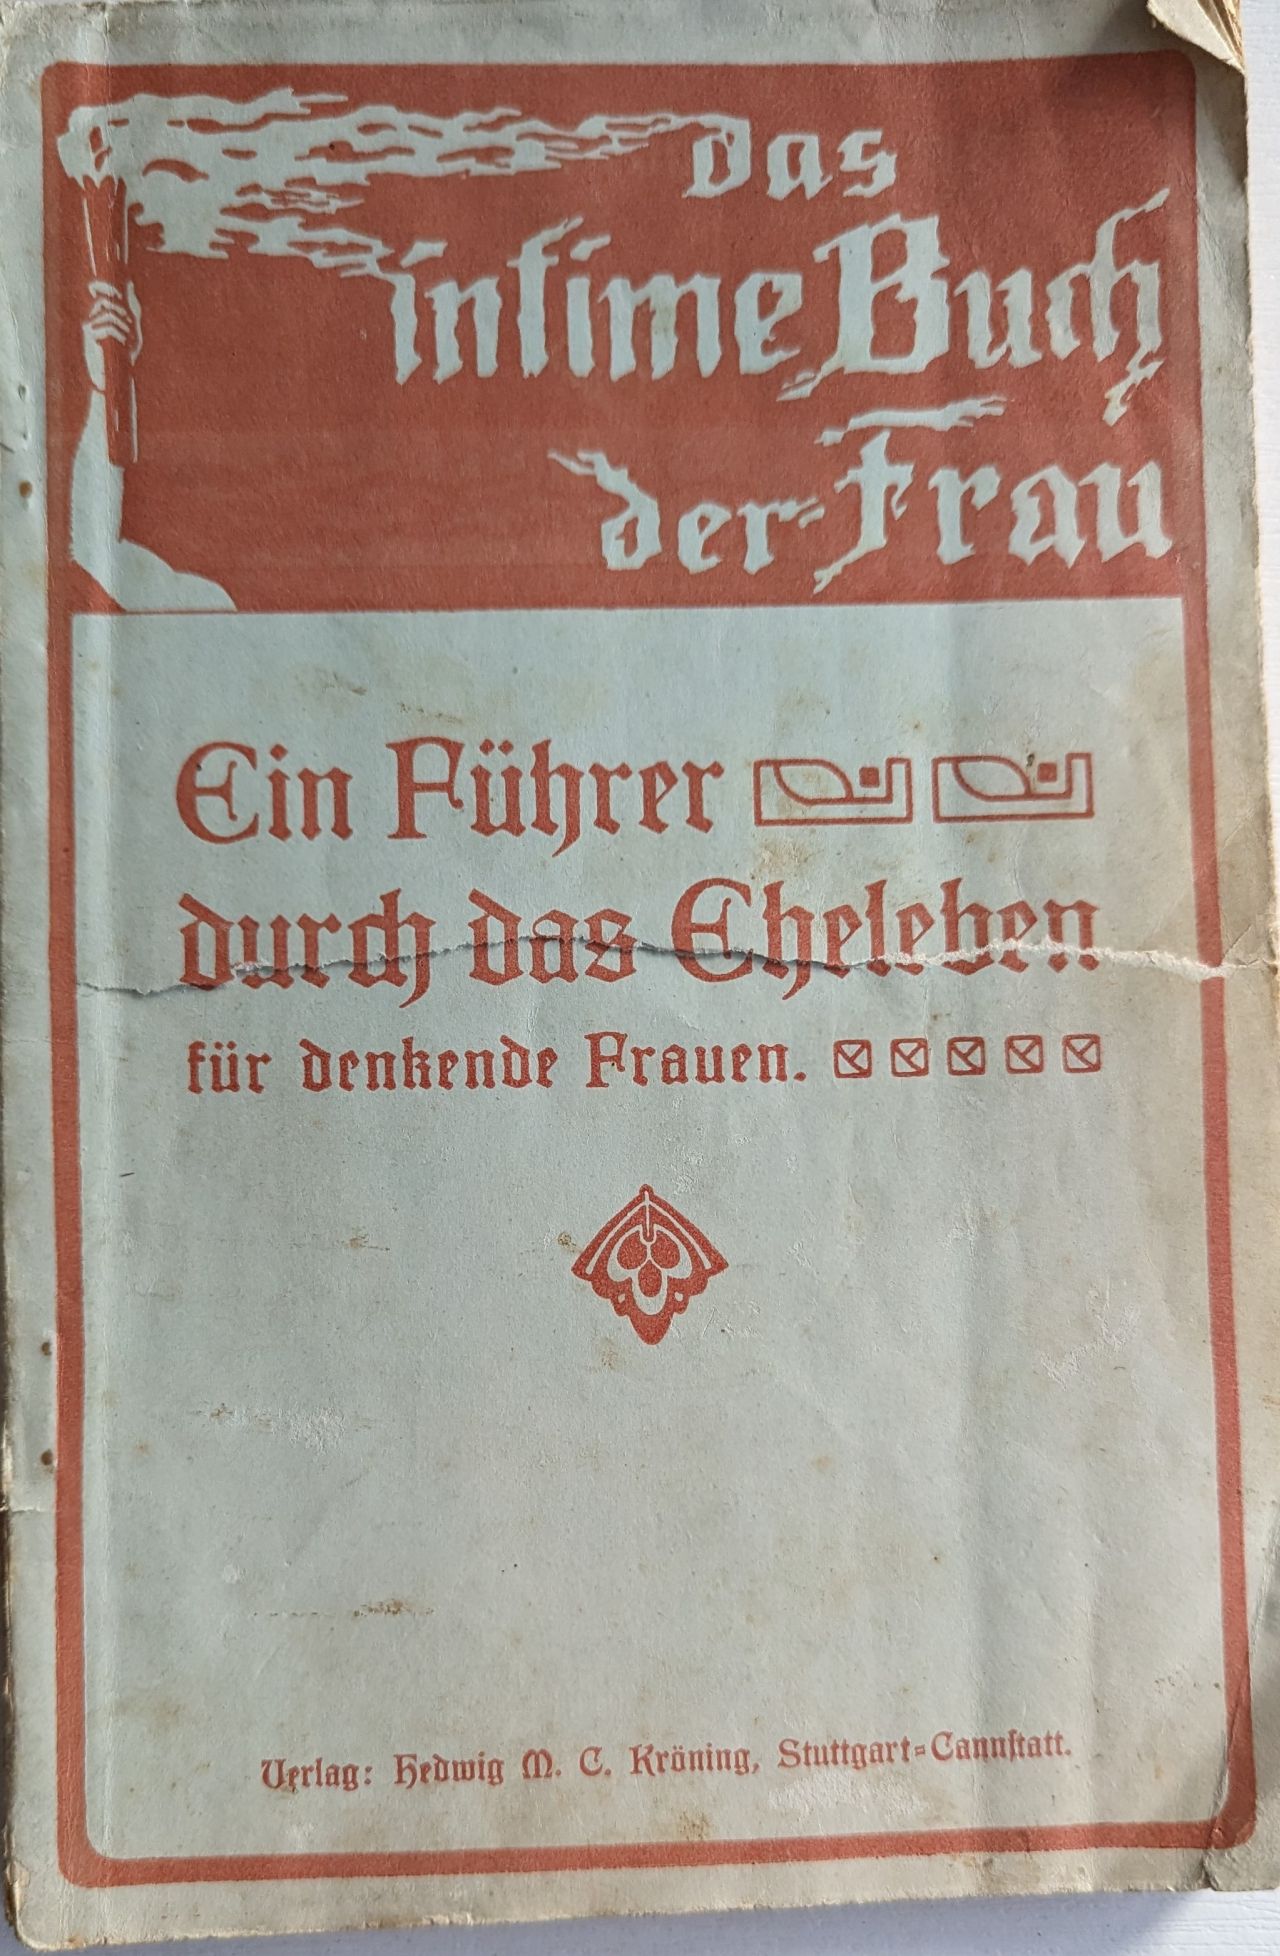 das
intime Buch
der Frau
Ein Führer
durch das Eheleben
für denkende Frauen.
Verlag: Hedwig M. C. Kröning, Stuttgart=Cannstatt.